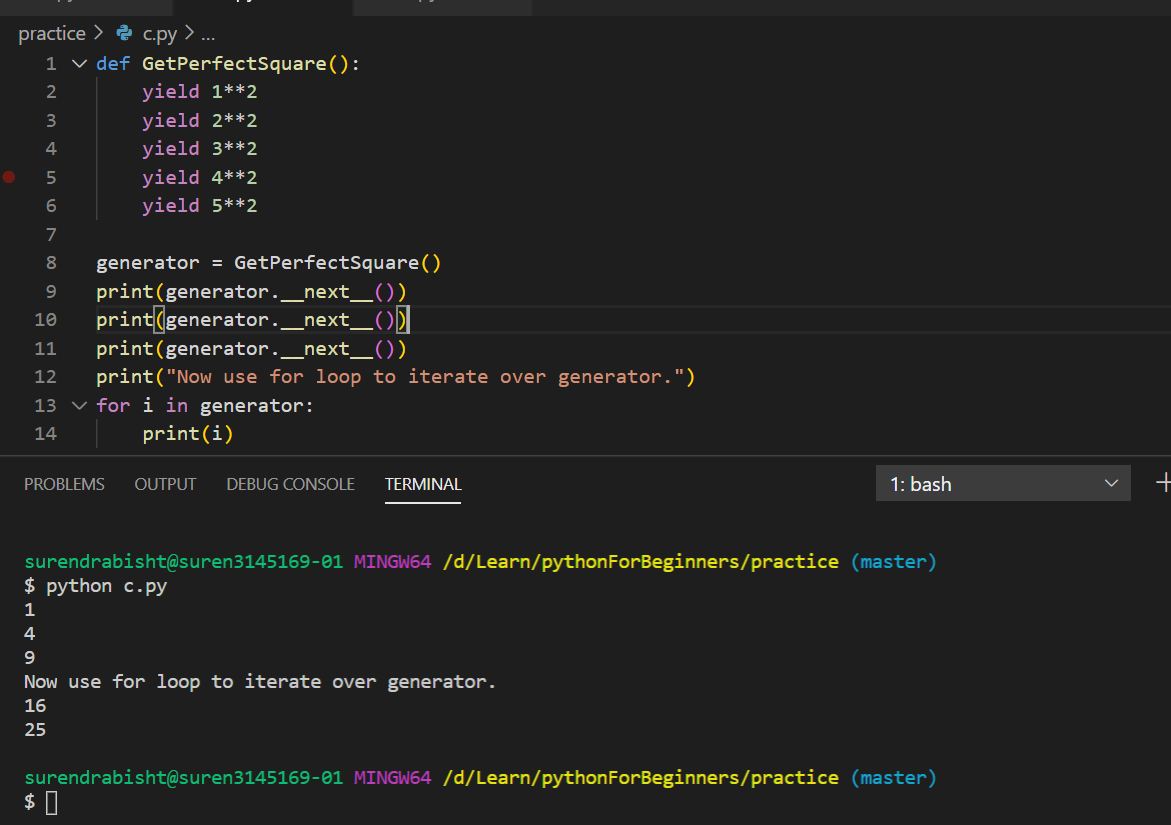 practice > c.py > ...
1 def GetPerfectSquare():
2 yield 1**2
3 yield 2**2
4 yield 3**2
5 yield 4**2
6 yield 5**2
7
8 generator = GetPerfectSquare()
9 print(generator.__next__())
10 print(generator.__next__())
11 print(generator.__next__())
12 print("Now use for loop to iterate over generator.")
13 for i in generator:
14 print(i)
PROBLEMS OUTPUT DEBUG CONSOLE TERMINAL 1: bash +
surendrabisht@suren3145169-01 MINGW64 /d/Learn/pythonForBeginners/practice (master)
$ python c.py
1
4
9
Now use for loop to iterate over generator.
16
25
surendrabisht@suren3145169-01 MINGW64 /d/Learn/pythonForBeginners/practice (master)
$